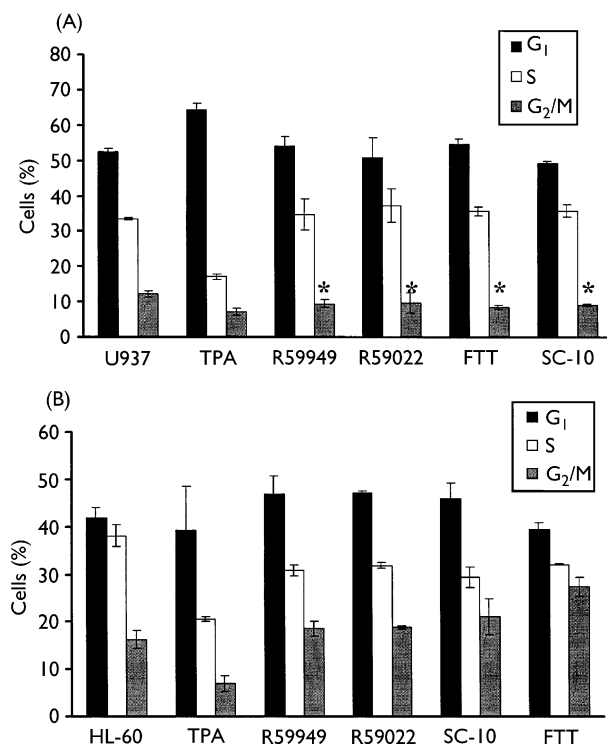 (A)
80
70
60
50
40
30
20
10
0
Cells (%)
G1
S
G2/M
* * * *
U937 TPA R59949 R59022 FTT SC-10
(B)
60
50
40
30
20
10
0
Cells (%)
G1
S
G2/M
HL-60 TPA R59949 R59022 SC-10 FTT